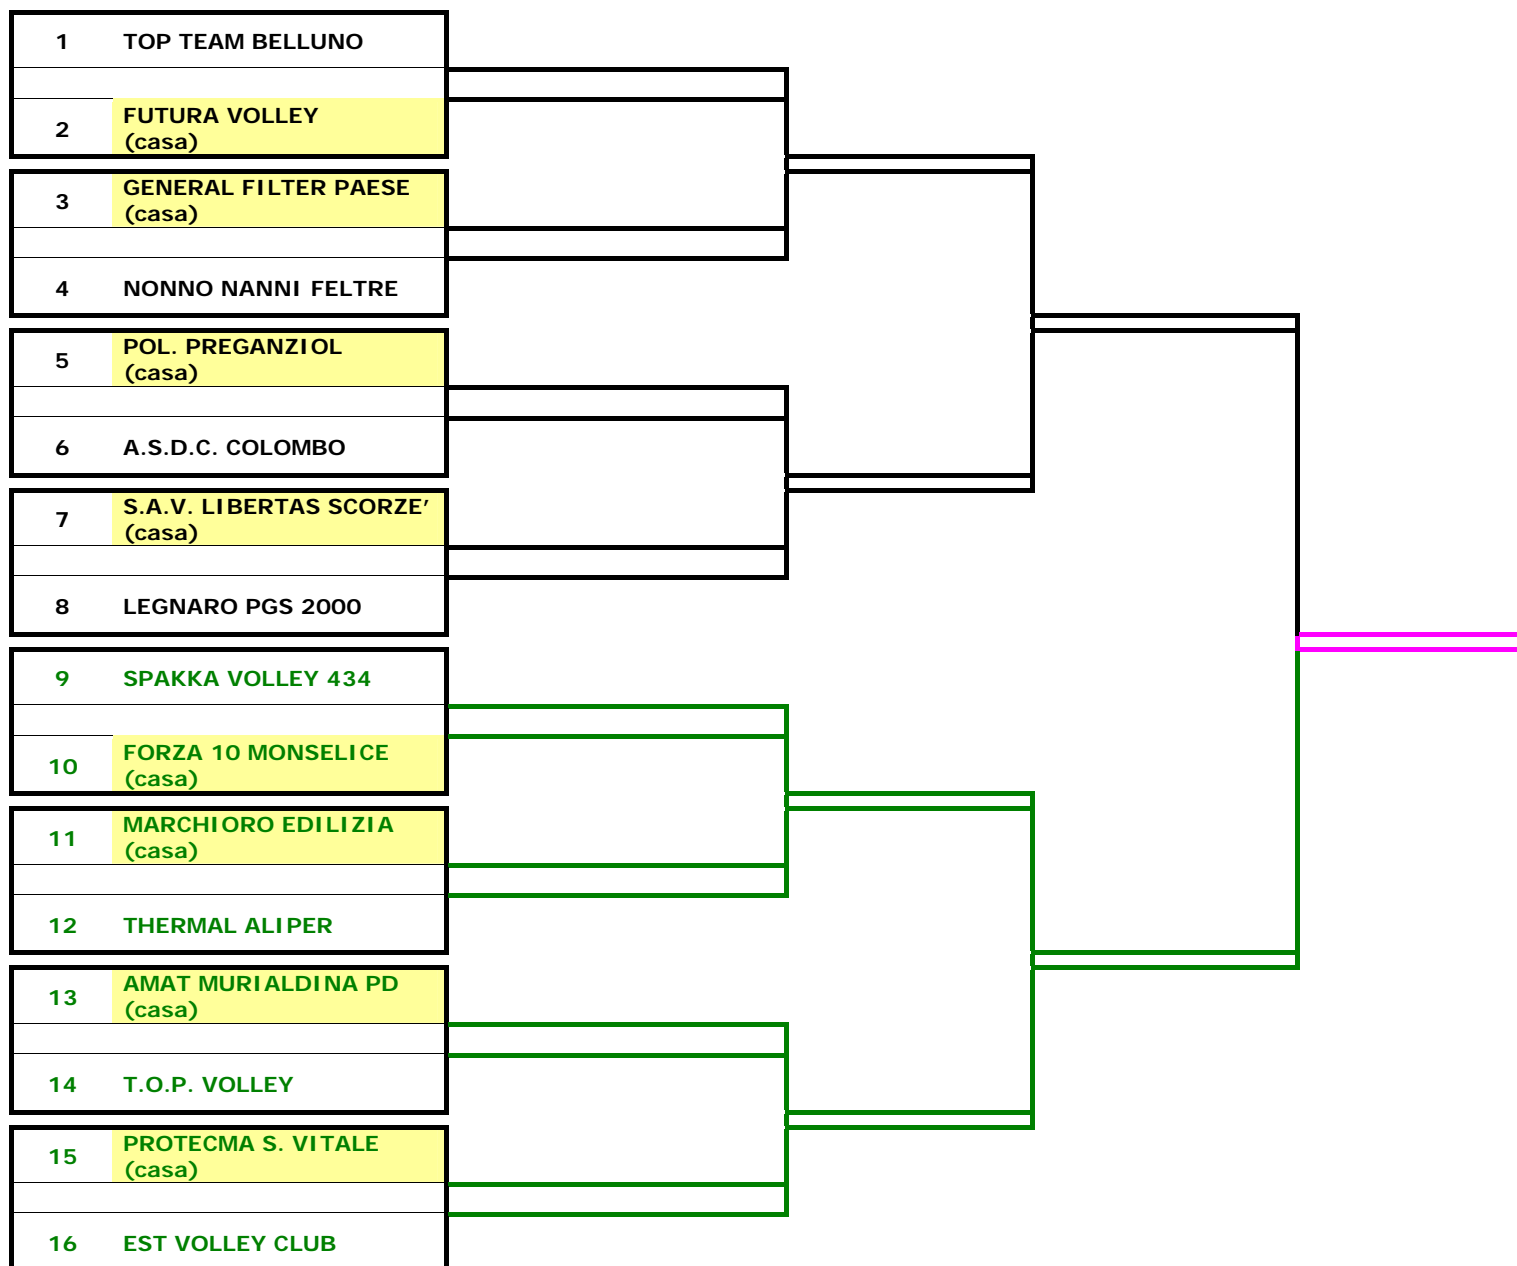 1 TOP TEAM BELLUNO
2 FUTURA VOLLEY
(casa)
3 GENERAL FILTER PAESE
(casa)
4 NONNO NANNI FELTRE
5 POL. PREGANZIOL
(casa)
6 A.S.D.C. COLOMBO
7 S.A.V. LIBERTAS SCORZE’
(casa)
8 LEGNARO PGS 2000
9 SPAKKA VOLLEY 434
10 FORZA 10 MONSELICE
(casa)
11 MARCHIORO EDILIZIA
(casa)
12 THERMAL ALIPER
13 AMAT MURIALDINA PD
(casa)
14 T.O.P. VOLLEY
15 PROTECMA S. VITALE
(casa)
16 EST VOLLEY CLUB